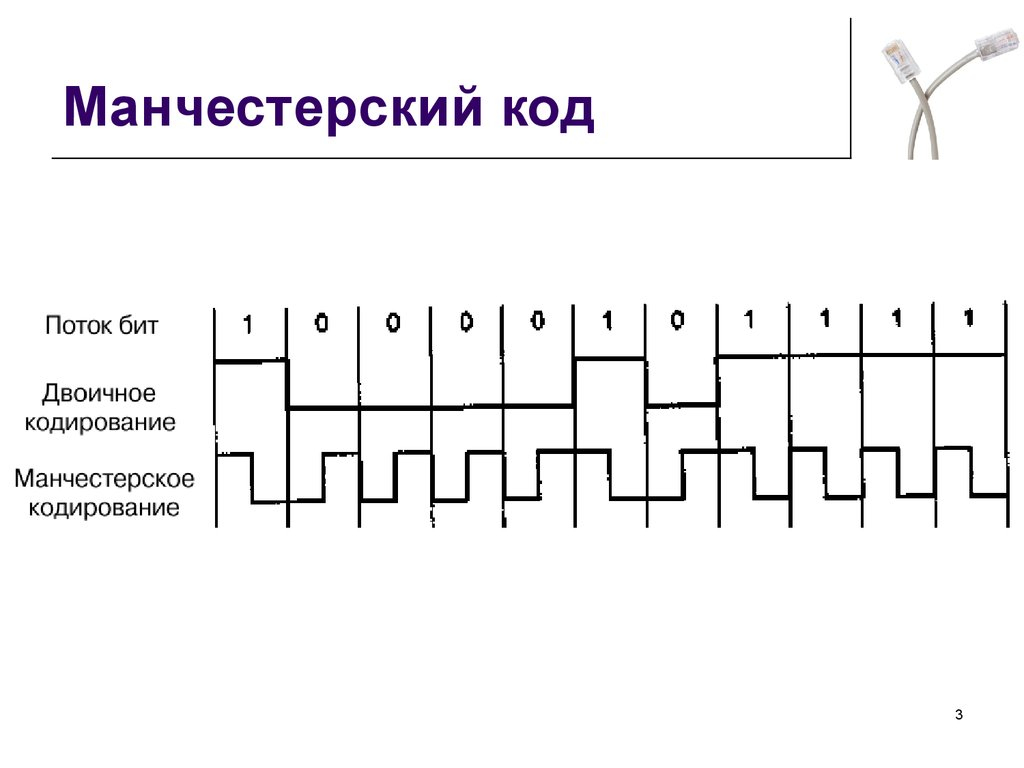 Манчестерский код
Поток бит 1 0 0 0 0 1 0 1 1 1 1
Двоичное
кодирование
Манчестерское
кодирование
3